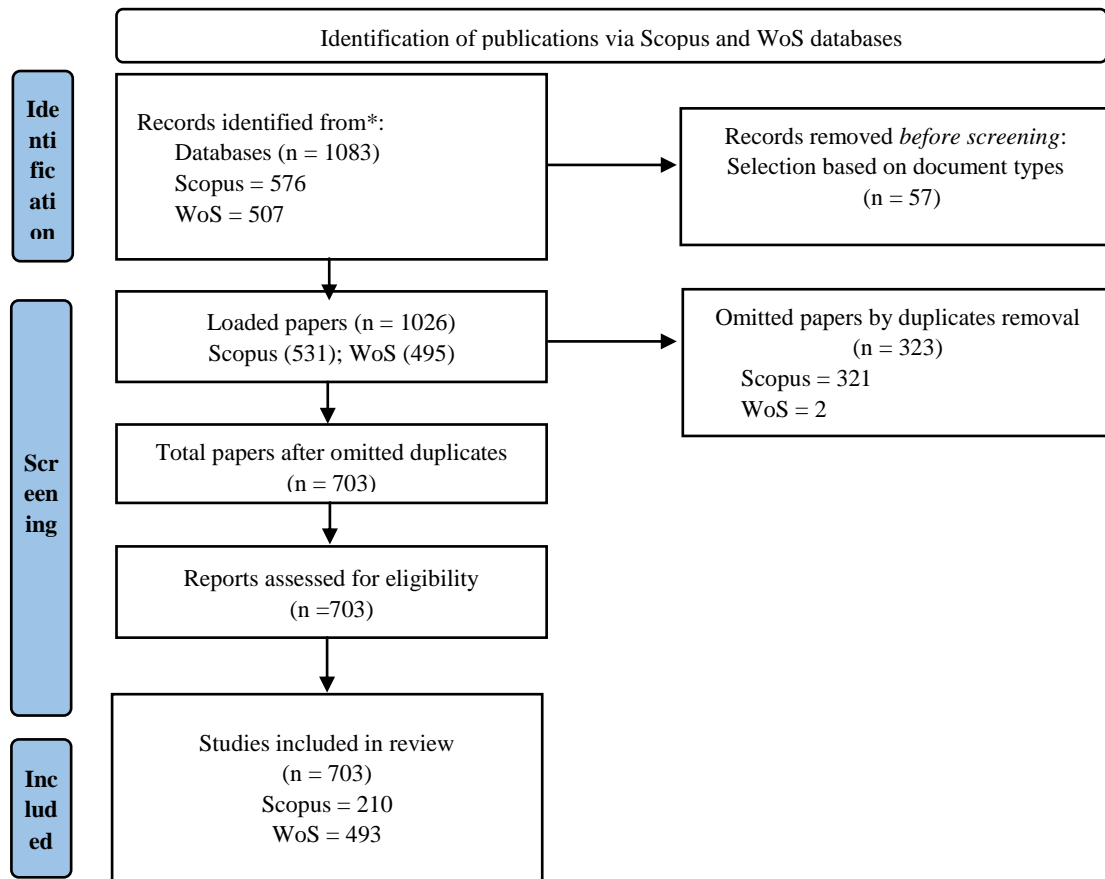 Identification of publications via Scopus and WoS databases
Ide
nti
fic
ati
on
Records identified from*:
Databases (n = 1083)
Scopus = 576
WoS = 507
Records removed before screening:
Selection based on document types
(n = 57)
Scr
een
ing
Loaded papers (n = 1026)
Scopus (531); WoS (495)
Omitted papers by duplicates removal
(n = 323)
Scopus = 321
WoS = 2
Total papers after omitted duplicates
(n = 703)
Reports assessed for eligibility
(n =703)
Inc
lud
ed
Studies included in review
(n = 703)
Scopus = 210
WoS = 493